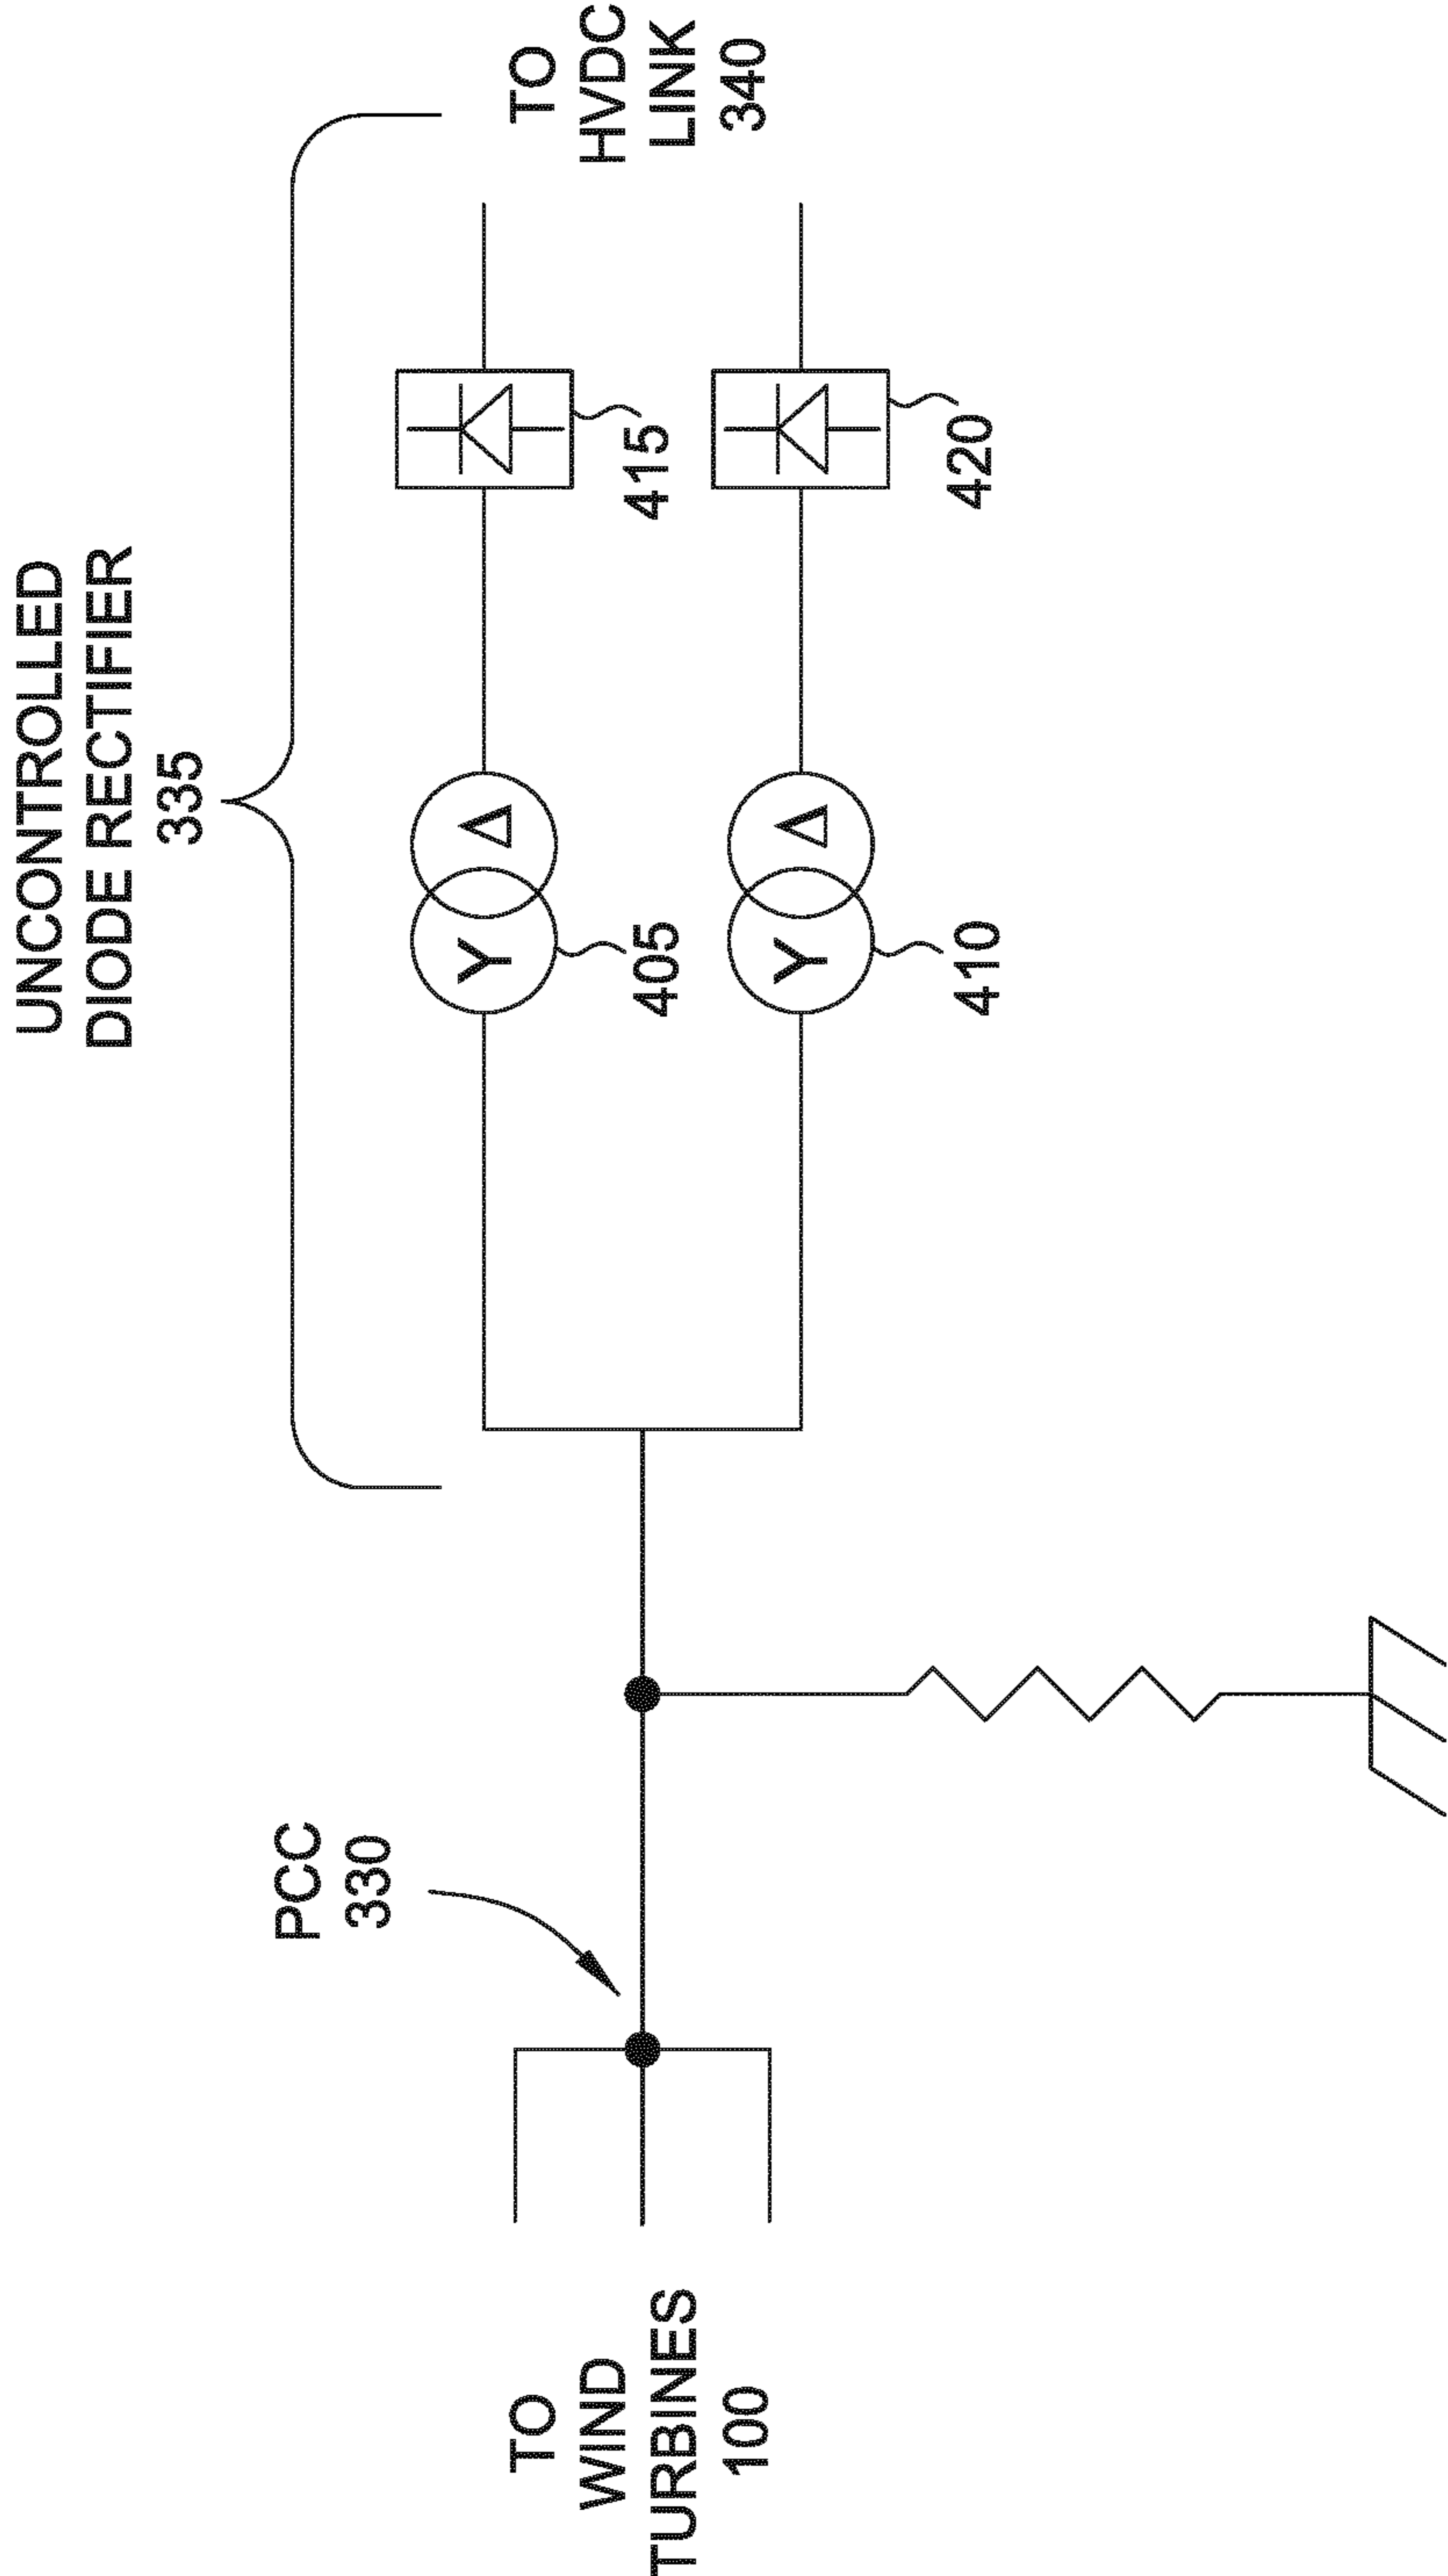 UNCONTROLLED
DIODE RECTIFIER
335
PCC
330
TO
WIND
TURBINES
100
Y
Δ
405
415
Y
Δ
410
420
TO
HVDC
LINK
340